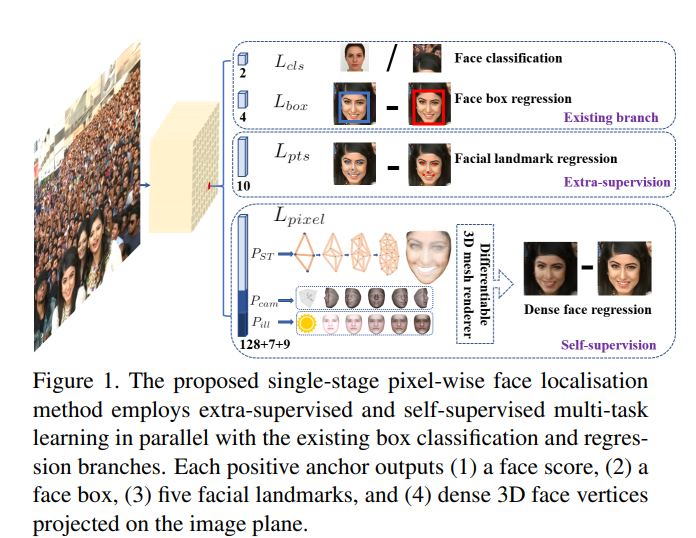 L_cls
/
Face classification
2
L_box
-
Face box regression
4
Existing branch
L_pts
-
Facial landmark regression
10
Extra-supervision
L_pixel
P_ST
Differentiable
3D mesh renderer
-
P_cam
Dense face regression
P_ill
128+7+9
Self-supervision
Figure 1. The proposed single-stage pixel-wise face localisation
method employs extra-supervised and self-supervised multi-task
learning in parallel with the existing box classification and regres-
sion branches. Each positive anchor outputs (1) a face score, (2) a
face box, (3) five facial landmarks, and (4) dense 3D face vertices
projected on the image plane.